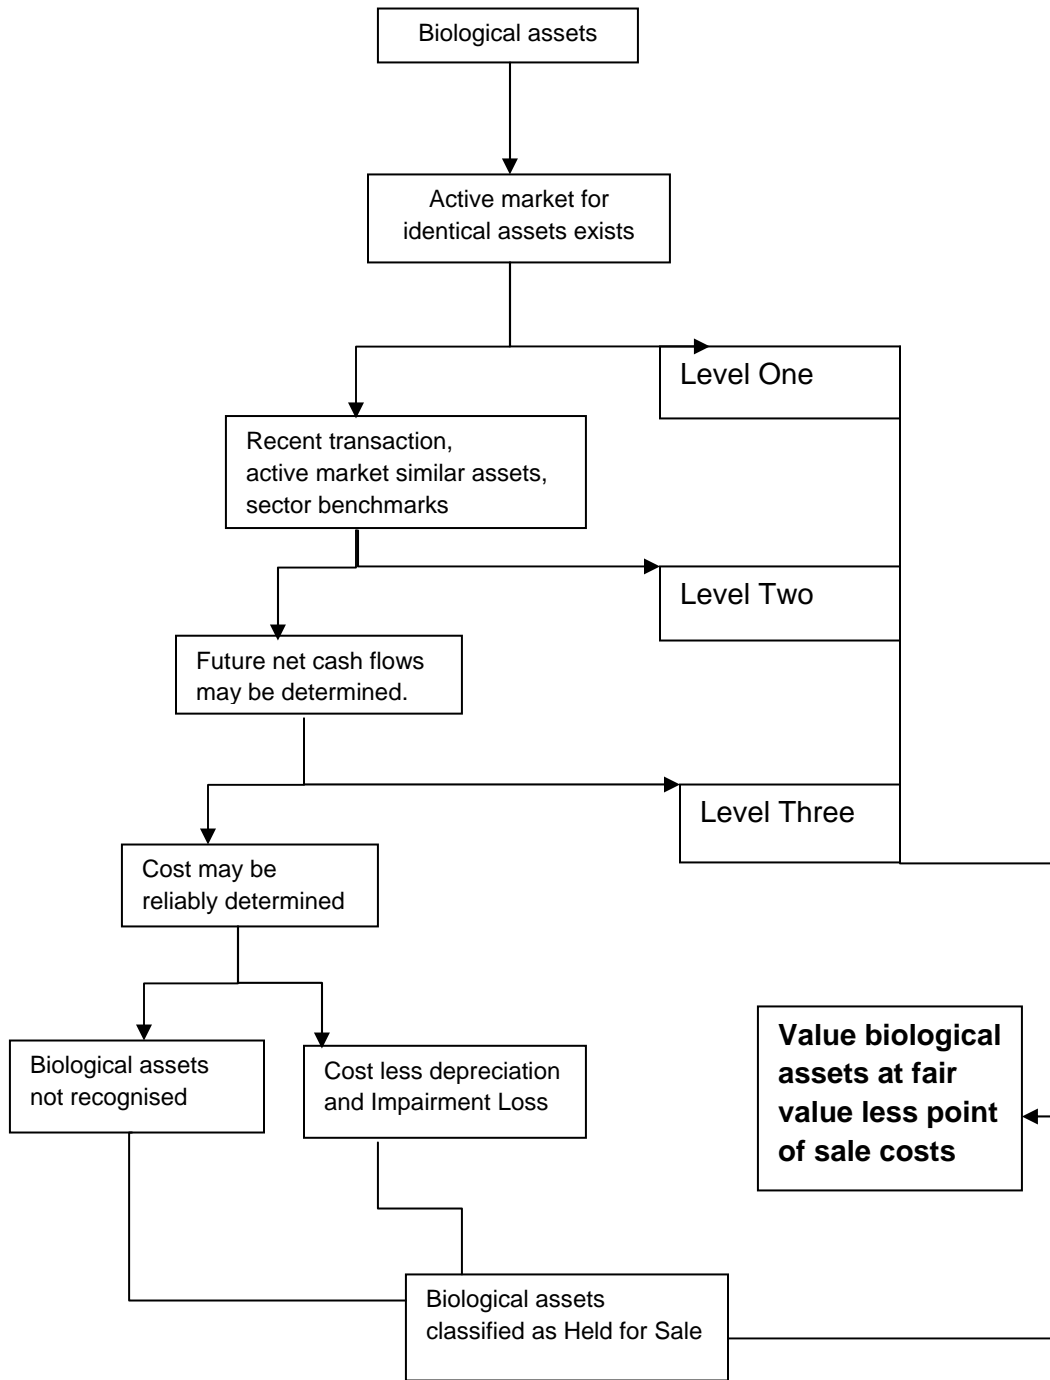 Biological assets
Active market for
identical assets exists
Level One
Recent transaction,
active market similar assets,
sector benchmarks
Level Two
Future net cash flows
may be determined.
Level Three
Cost may be
reliably determined
Biological assets
not recognised
Cost less depreciation
and Impairment Loss
Value biological
assets at fair
value less point
of sale costs
Biological assets
classified as Held for Sale